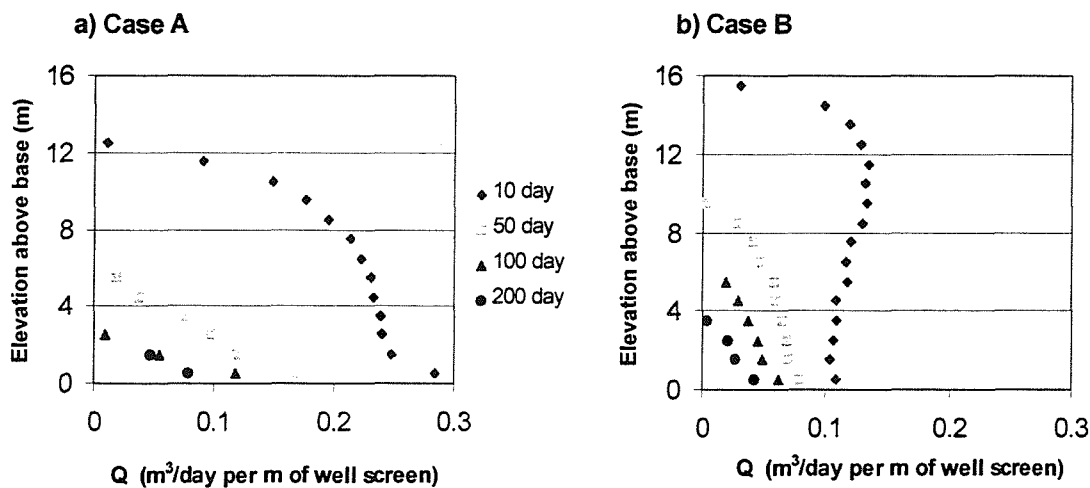 a) Case A
16
12
8
4
0
Elevation above base (m)
0
0.1
0.2
0.3
Q (m³/day per m of well screen)
10 day
50 day
100 day
200 day
b) Case B
16
12
8
4
0
Elevation above base (m)
0
0.1
0.2
0.3
Q (m³/day per m of well screen)